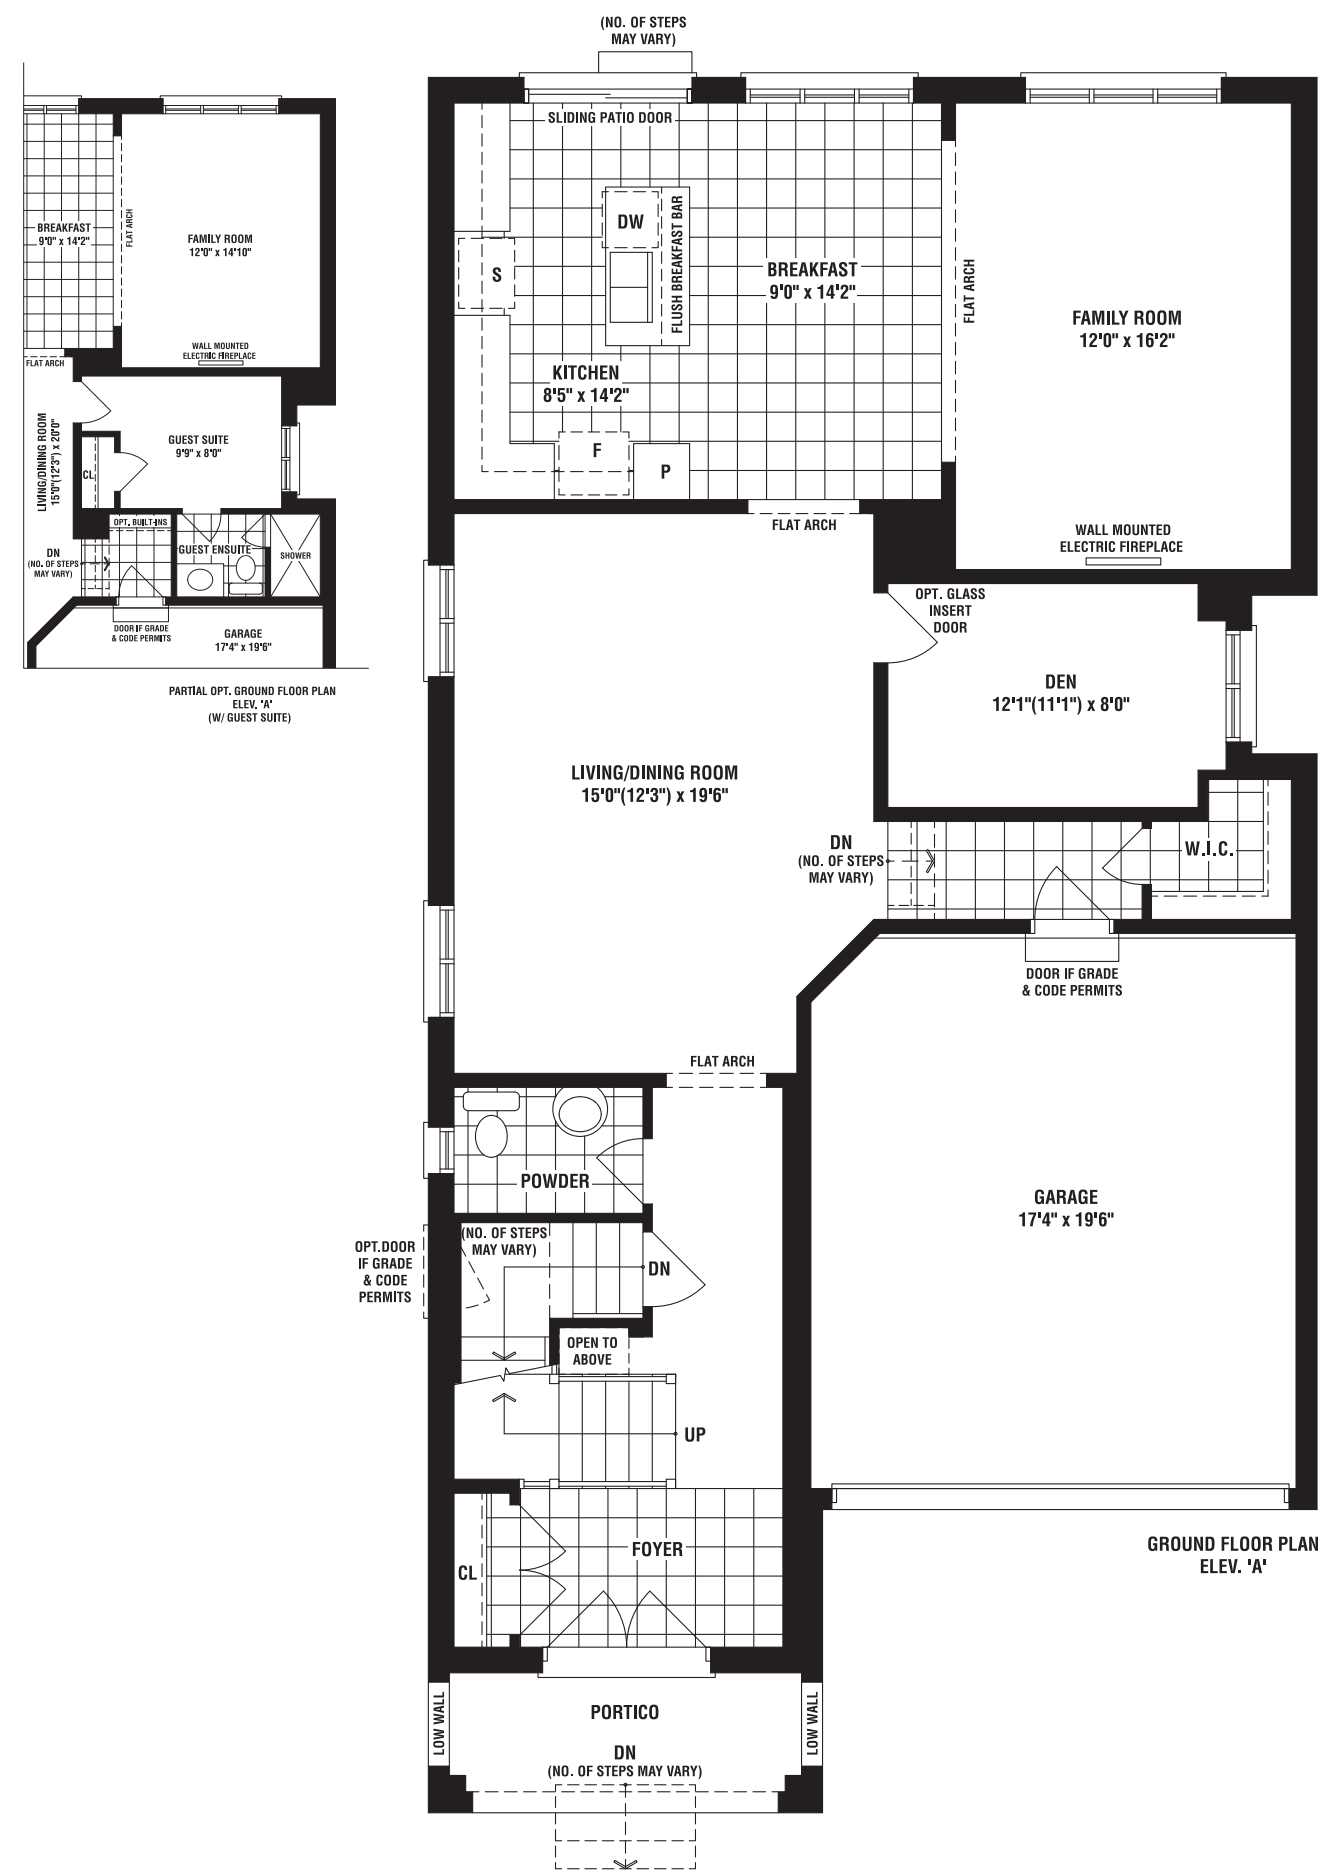 (NO. OF STEPS
MAY VARY)
SLIDING PATIO DOOR
DW
FLUSH BREAKFAST BAR
S
BREAKFAST
9'0" x 14'2"
FLAT ARCH
FAMILY ROOM
12'0" x 16'2"
KITCHEN
8'5" x 14'2"
F
P
FLAT ARCH
WALL MOUNTED
ELECTRIC FIREPLACE
OPT. GLASS
INSERT
DOOR
DEN
12'1"(11'1") x 8'0"
LIVING/DINING ROOM
15'0"(12'3") x 19'6"
DN
(NO. OF STEPS
MAY VARY)
W.I.C.
DOOR IF GRADE
& CODE PERMITS
FLAT ARCH
POWDER
GARAGE
17'4" x 19'6"
OPT.DOOR
IF GRADE
& CODE
PERMITS
(NO. OF STEPS
MAY VARY)
DN
OPEN TO
ABOVE
UP
FOYER
CL
GROUND FLOOR PLAN
ELEV. 'A'
LOW WALL
PORTICO
LOW WALL
DN
(NO. OF STEPS MAY VARY)
BREAKFAST
9'0" x 14'2"
FLAT ARCH
FAMILY ROOM
12'0" x 14'10"
WALL MOUNTED
ELECTRIC FIREPLACE
FLAT ARCH
LIVING/DINING ROOM
15'0"(12'3") x 20'0"
GUEST SUITE
9'9" x 8'0"
CL
OPT. BUILT-INS
DN
(NO. OF STEPS
MAY VARY)
GUEST ENSUITE
SHOWER
DOOR IF GRADE
& CODE PERMITS
GARAGE
17'4" x 19'6"
PARTIAL OPT. GROUND FLOOR PLAN
ELEV. 'A'
(W/ GUEST SUITE)